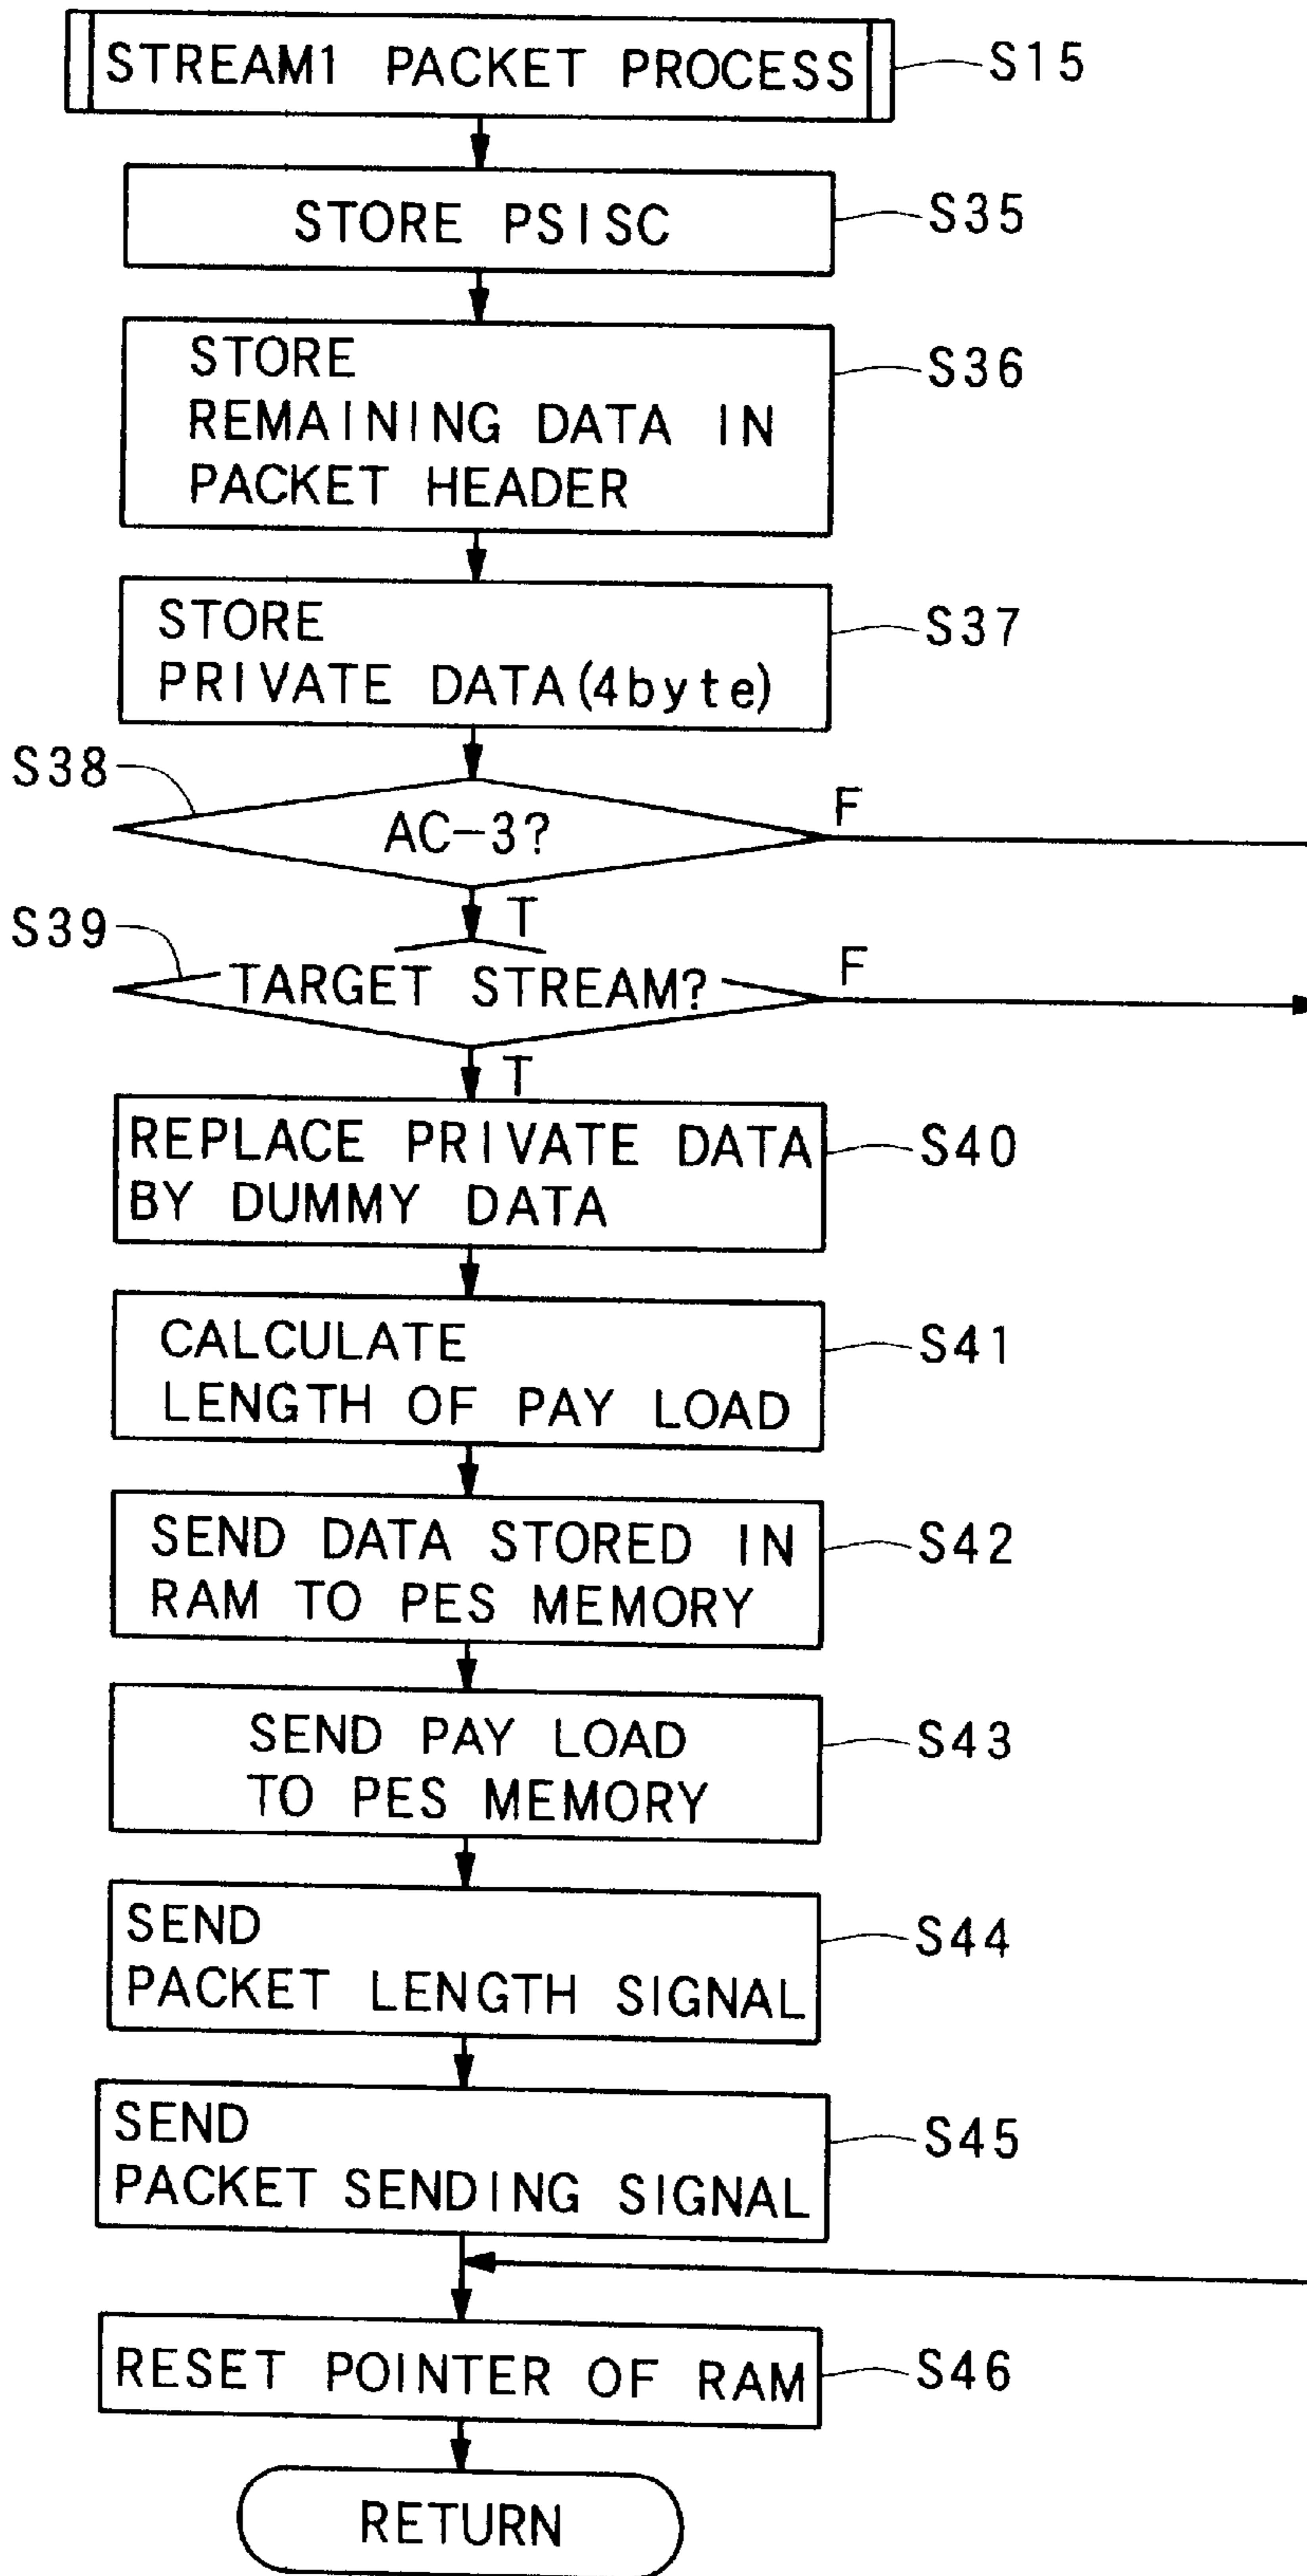 STREAM1 PACKET PROCESS
S15
STORE PSISC
S35
STORE
REMAINING DATA IN
PACKET HEADER
S36
STORE
PRIVATE DATA(4byte)
S37
S38
AC-3?
F
T
S39
TARGET STREAM?
F
T
REPLACE PRIVATE DATA
BY DUMMY DATA
S40
CALCULATE
LENGTH OF PAY LOAD
S41
SEND DATA STORED IN
RAM TO PES MEMORY
S42
SEND PAY LOAD
TO PES MEMORY
S43
SEND
PACKET LENGTH SIGNAL
S44
SEND
PACKET SENDING SIGNAL
S45
RESET POINTER OF RAM
S46
RETURN